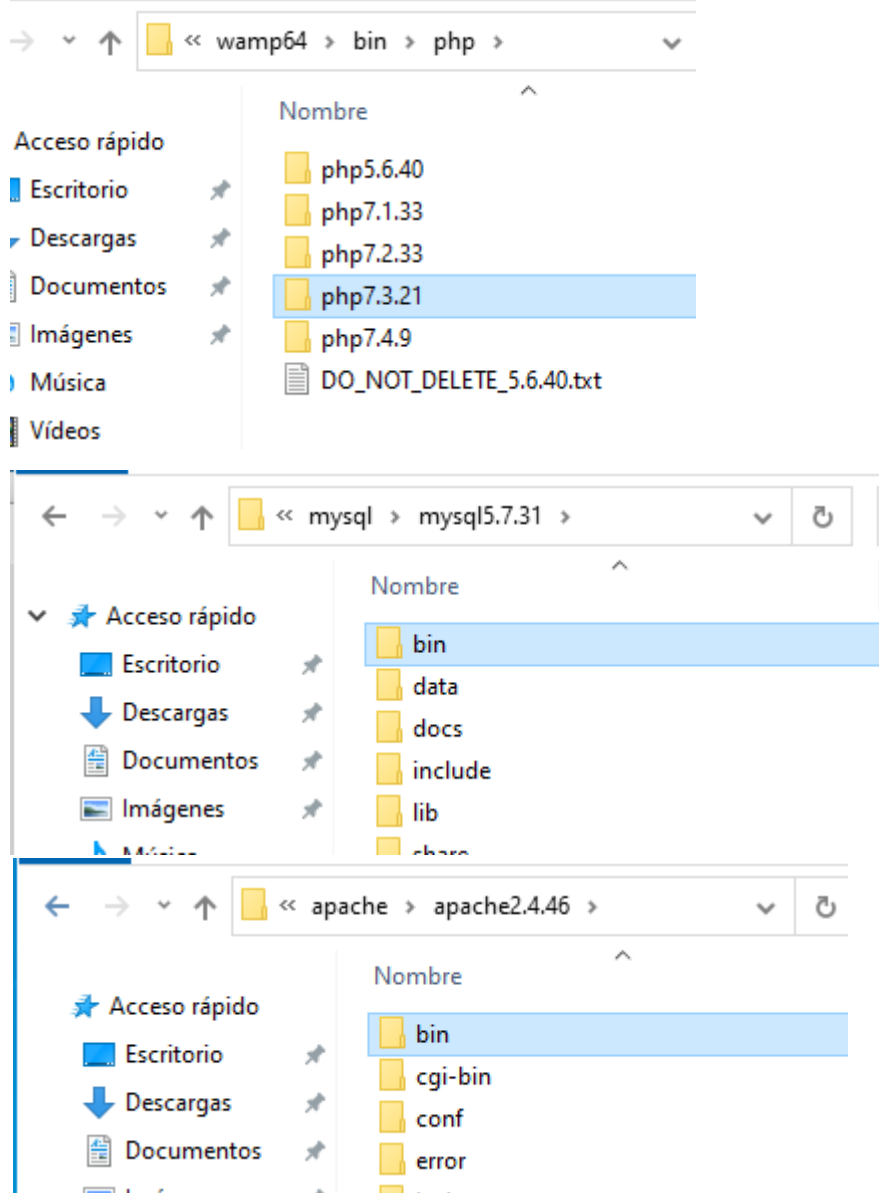 « wamp64 > bin > php >
Nombre
Acceso rápido
Escritorio
Descargas
Documentos
Imágenes
Música
Vídeos
php5.6.40
php7.1.33
php7.2.33
php7.3.21
php7.4.9
DO_NOT_DELETE_5.6.40.txt
« mysql > mysql5.7.31 >
Nombre
Acceso rápido
Escritorio
Descargas
Documentos
Imágenes
Música
bin
data
docs
include
lib
share
« apache > apache2.4.46 >
Nombre
Acceso rápido
Escritorio
Descargas
Documentos
bin
cgi-bin
conf
error